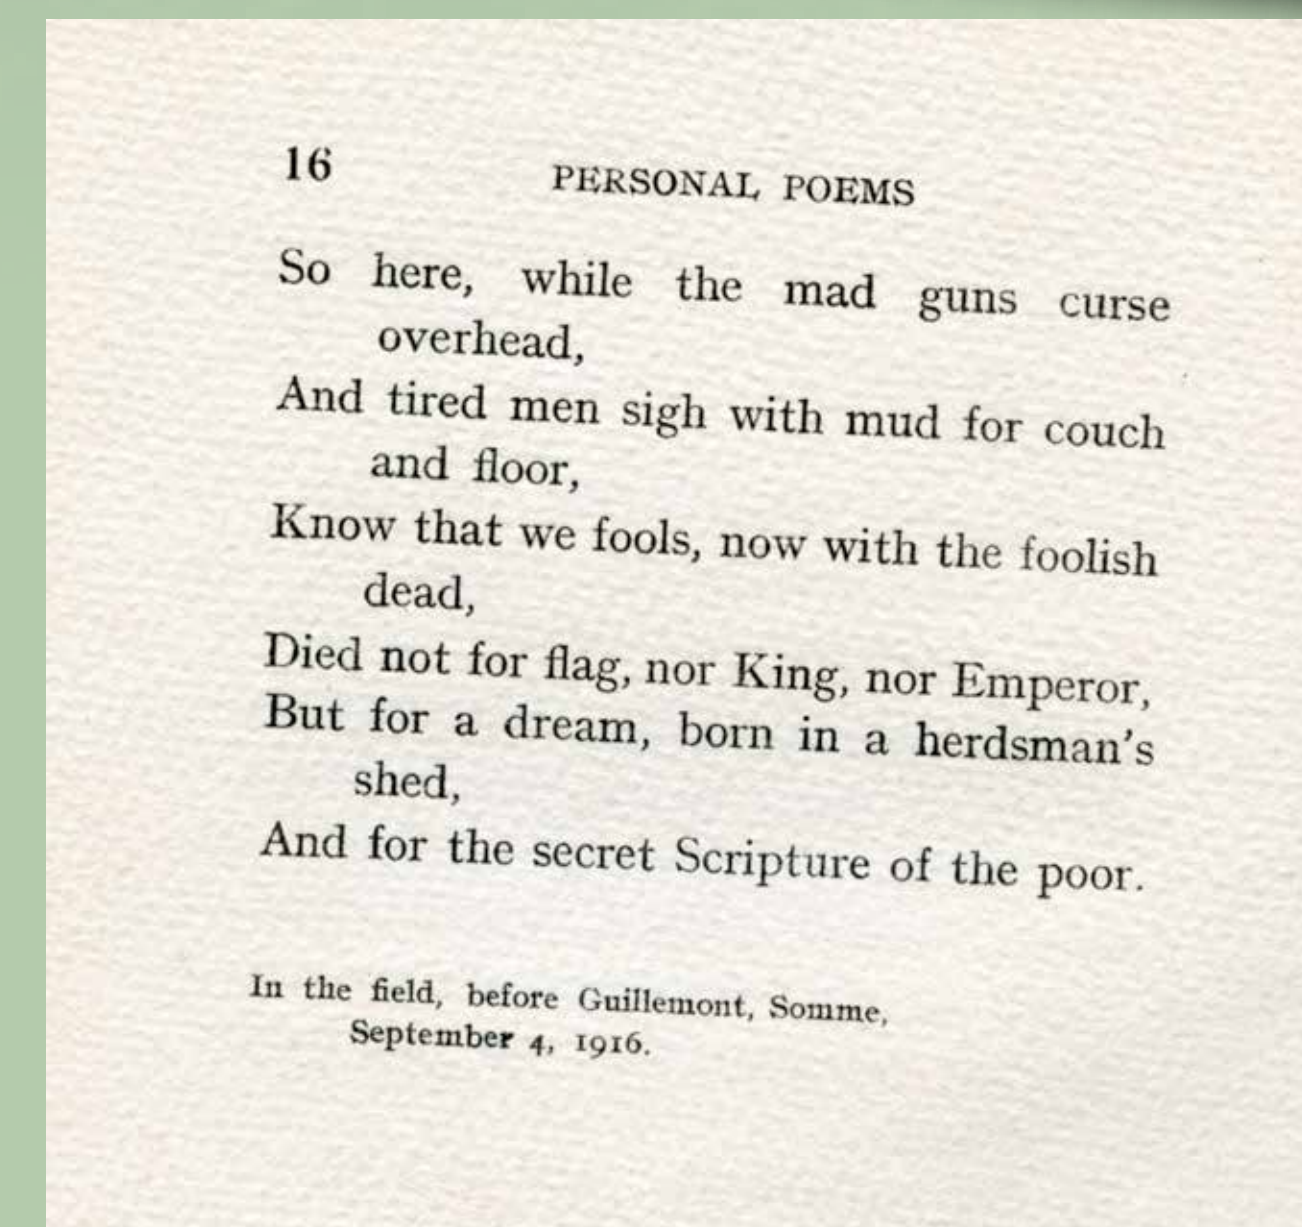 16
PERSONAL POEMS
So here, while the mad guns curse
overhead,
And tired men sigh with mud for couch
and floor,
Know that we fools, now with the foolish
dead,
Died not for flag, nor King, nor Emperor,
But for a dream, born in a herdsman's
shed,
And for the secret Scripture of the poor.
In the field, before Guillemont, Somme,
September 4, 1916.